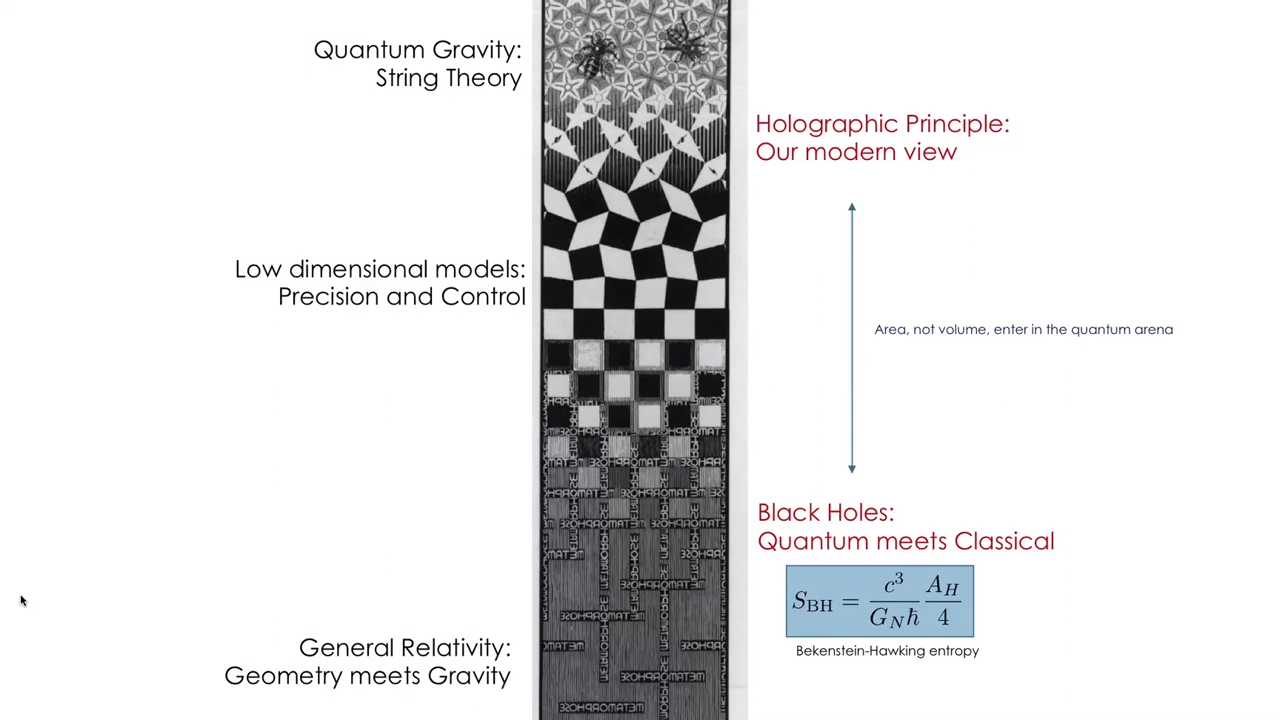 Quantum Gravity:
String Theory
Holographic Principle:
Our modern view
Low dimensional models:
Precision and Control
Area, not volume, enter in the quantum arena
Black Holes:
Quantum meets Classical
S_BH = c^3 / (G_N ħ) A_H / 4
Bekenstein-Hawking entropy
General Relativity:
Geometry meets Gravity
METAMORPHOSE